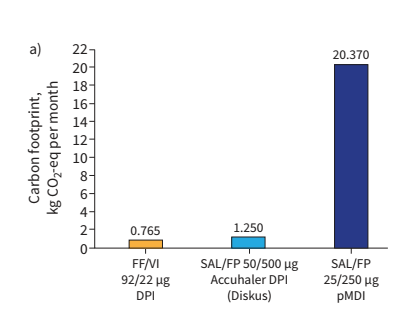 a)
Carbon footprint,
kg CO₂-eq per month
22
20
18
16
14
12
10
8
6
4
2
0
0.765
1.250
20.370
FF/VI
92/22 µg
DPI
SAL/FP 50/500 µg
Accuhaler DPI
(Diskus)
SAL/FP
25/250 µg
pMDI